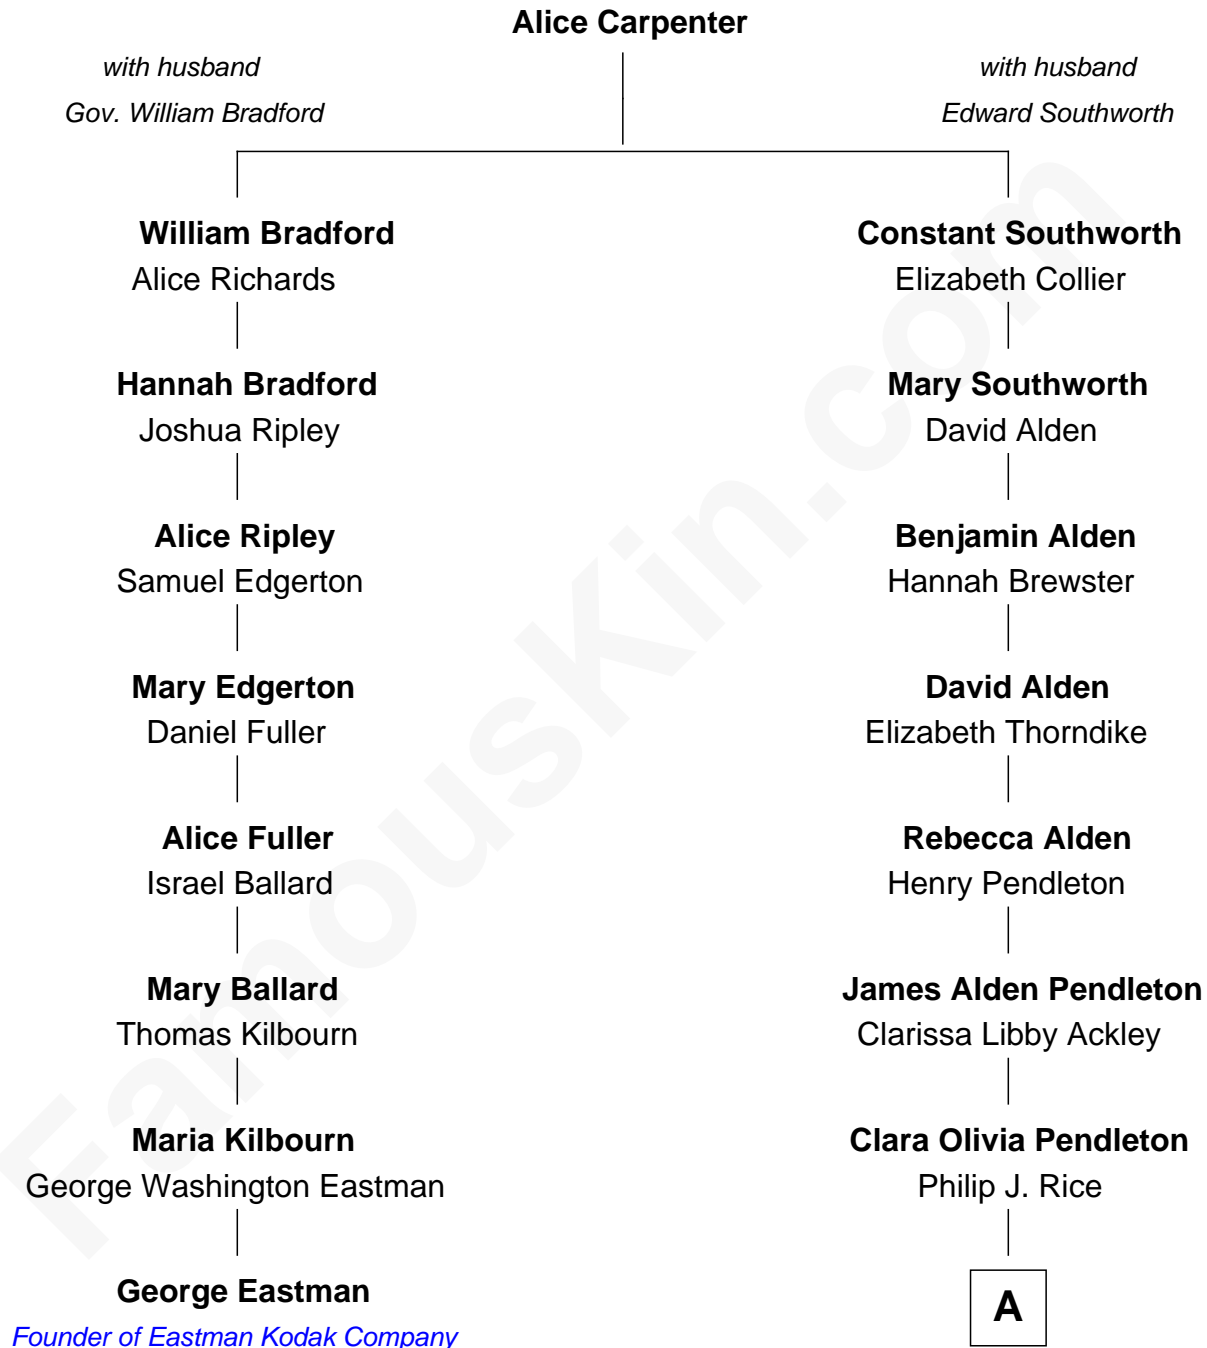 Alice Carpenter
with husband
Gov. William Bradford
with husband
Edward Southworth
William Bradford
Alice Richards
Constant Southworth
Elizabeth Collier
Hannah Bradford
Joshua Ripley
Mary Southworth
David Alden
Alice Ripley
Samuel Edgerton
Benjamin Alden
Hannah Brewster
Mary Edgerton
Daniel Fuller
David Alden
Elizabeth Thorndike
Alice Fuller
Israel Ballard
Rebecca Alden
Henry Pendleton
Mary Ballard
Thomas Kilbourn
James Alden Pendleton
Clarissa Libby Ackley
Maria Kilbourn
George Washington Eastman
Clara Olivia Pendleton
Philip J. Rice
George Eastman
Founder of Eastman Kodak Company
A
FamousKin.com